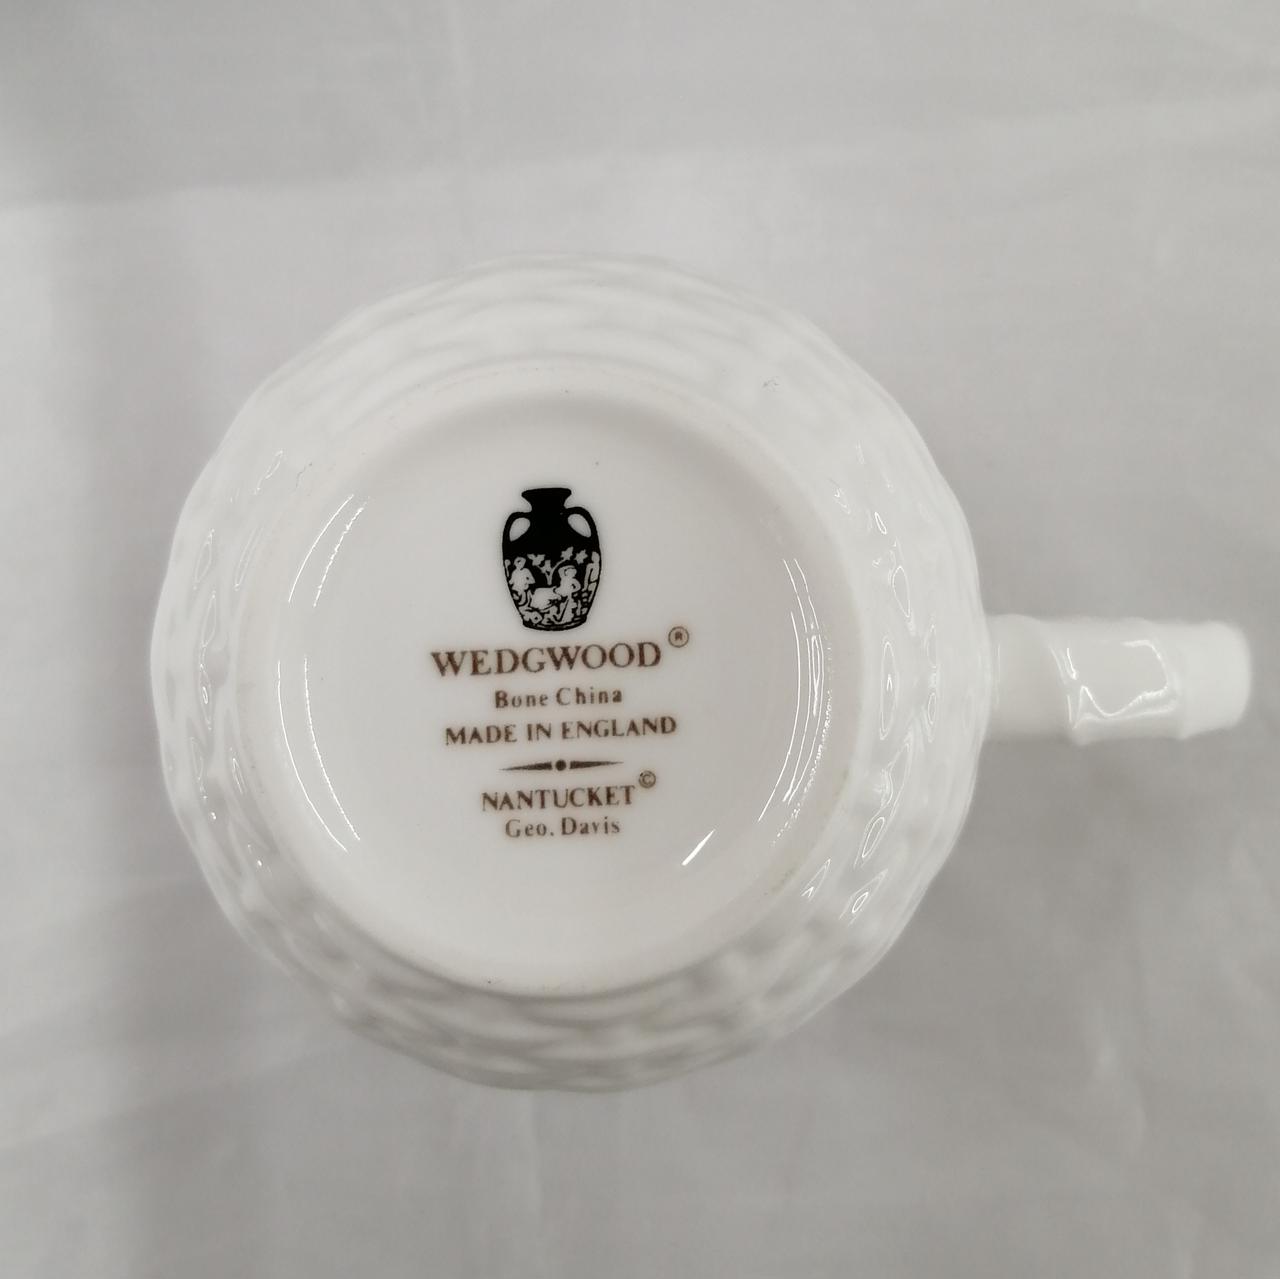 WEDGWOOD®
Bone China
MADE IN ENGLAND
NANTUCKET©
Geo. Davis